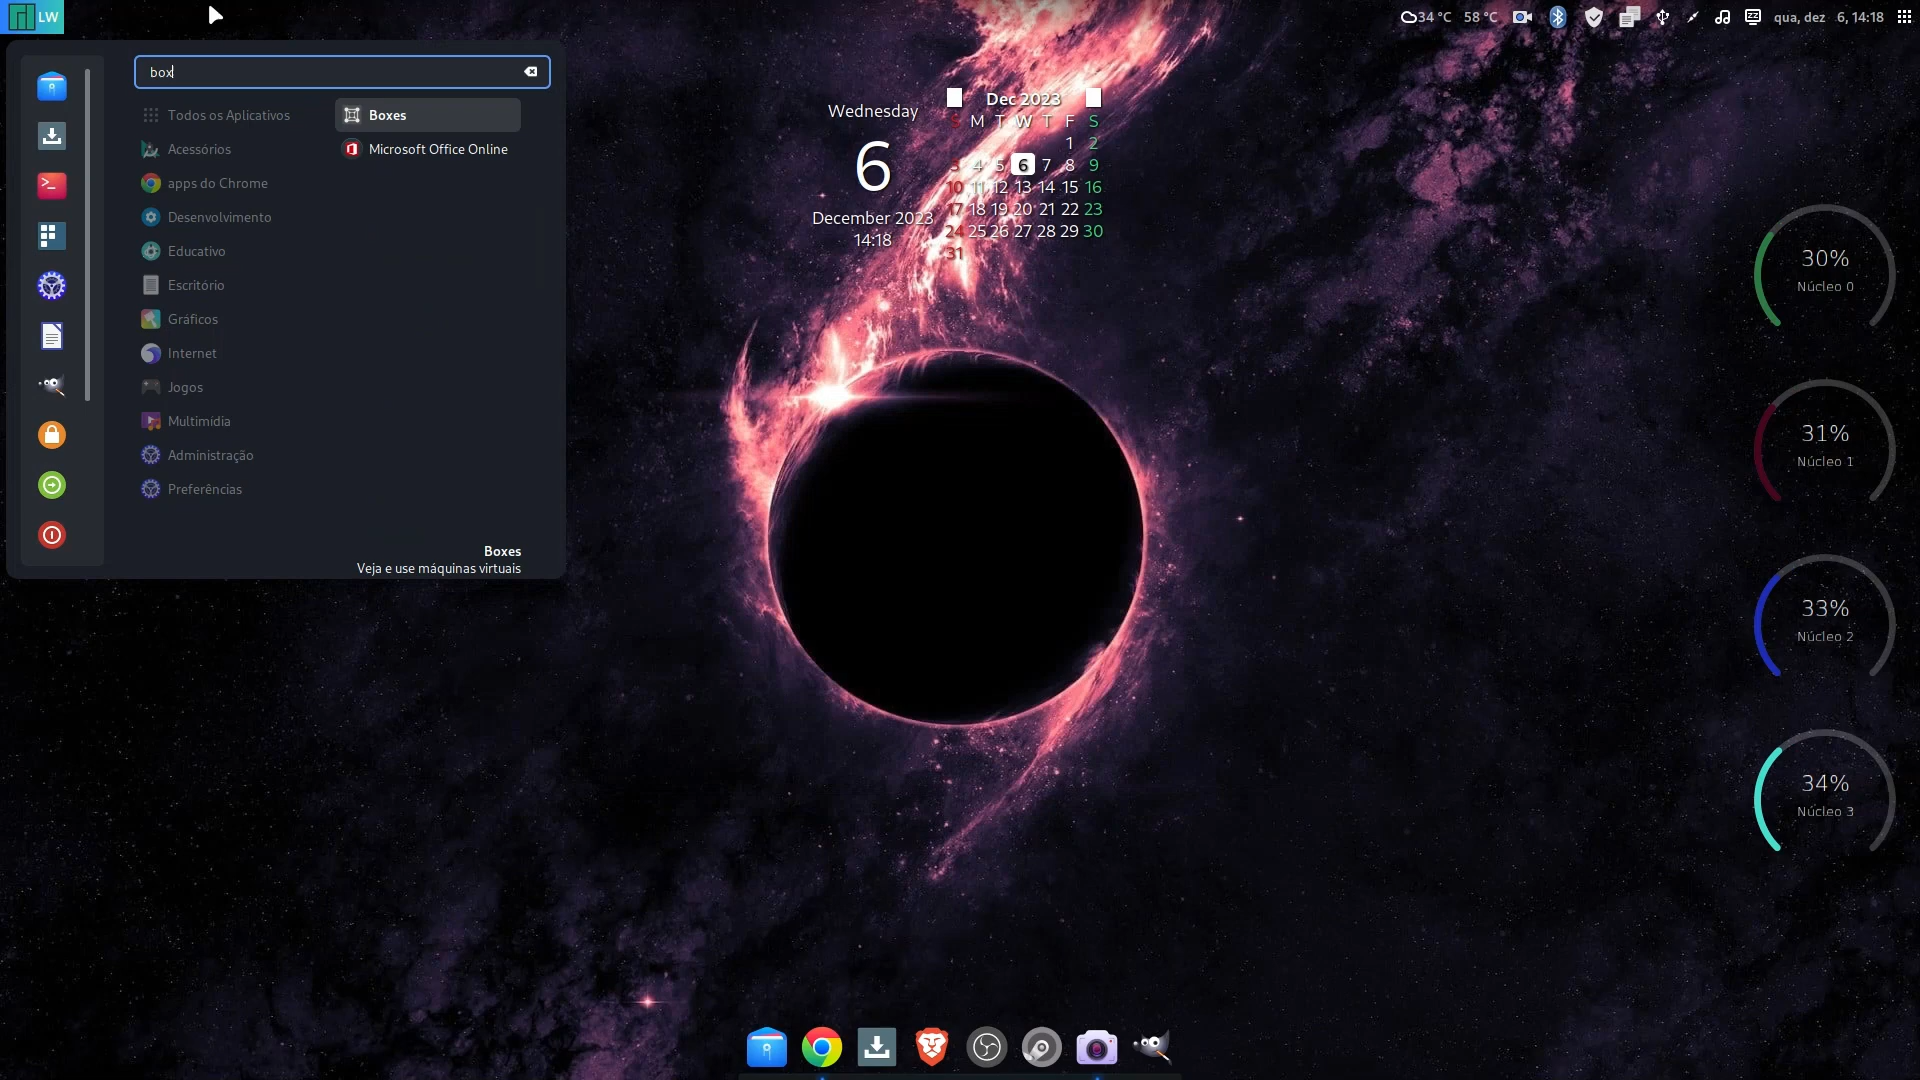 LW
34 °C 58 °C qua, dez 6, 14:18
box
Todos os Aplicativos
Acessórios
apps do Chrome
Desenvolvimento
Educativo
Escritório
Gráficos
Internet
Jogos
Multimídia
Administração
Preferências
Boxes
Microsoft Office Online
Boxes
Veja e use máquinas virtuais
Wednesday
6
December 2023
14:18
Dec 2023
S M T W T F S
1 2
3 4 5 6 7 8 9
10 11 12 13 14 15 16
17 18 19 20 21 22 23
24 25 26 27 28 29 30
31
30%
Núcleo 0
31%
Núcleo 1
33%
Núcleo 2
34%
Núcleo 3